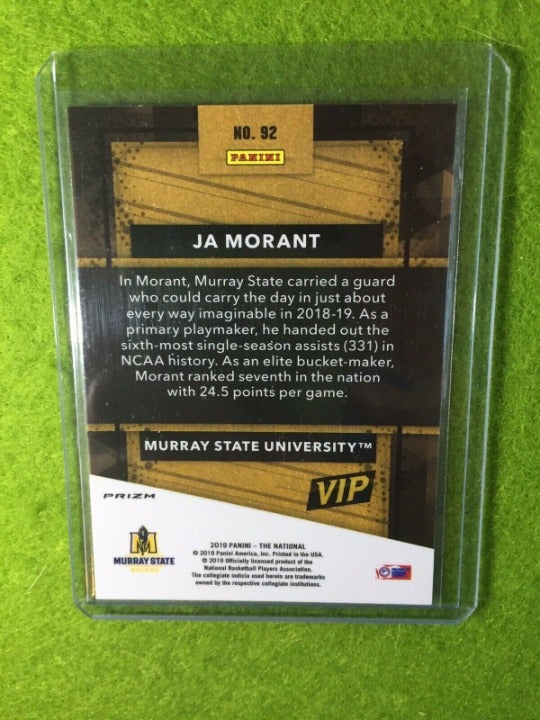 NO. 92
PANINI
JA MORANT
In Morant, Murray State carried a guard
who could carry the day in just about
every way imaginable in 2018-19. As a
primary playmaker, he handed out the
sixth-most single-season assists (331) in
NCAA history. As an elite bucket-maker,
Morant ranked seventh in the nation
with 24.5 points per game.
MURRAY STATE UNIVERSITY™
VIP
PRIZM
M
MURRAY STATE
RACERS
2019 PANINI – THE NATIONAL
© 2019 Panini America, Inc. Printed in the USA.
© 2019 Officially licensed product of the
National Basketball Players Association.
The collegiate indicia used herein are trademarks
owned by the respective collegiate institutions.